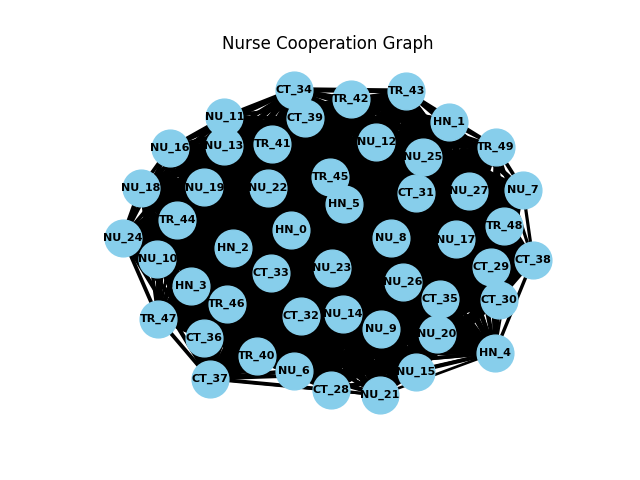 Nurse Cooperation Graph
CT_34
TR_43
TR_42
NU_11
CT_39
HN_1
NU_12
TR_41
NU_13
NU_16
TR_49
NU_25
TR_45
NU_18
NU_19
NU_22
CT_31
NU_27
NU_7
HN_5
TR_44
TR_48
HN_0
NU_24
NU_8
NU_17
HN_2
NU_10
CT_38
CT_33
NU_23
CT_29
HN_3
NU_26
TR_46
CT_35
CT_30
CT_32
NU_14
TR_47
NU_9
NU_20
CT_36
TR_40
HN_4
NU_6
NU_15
CT_37
CT_28
NU_21